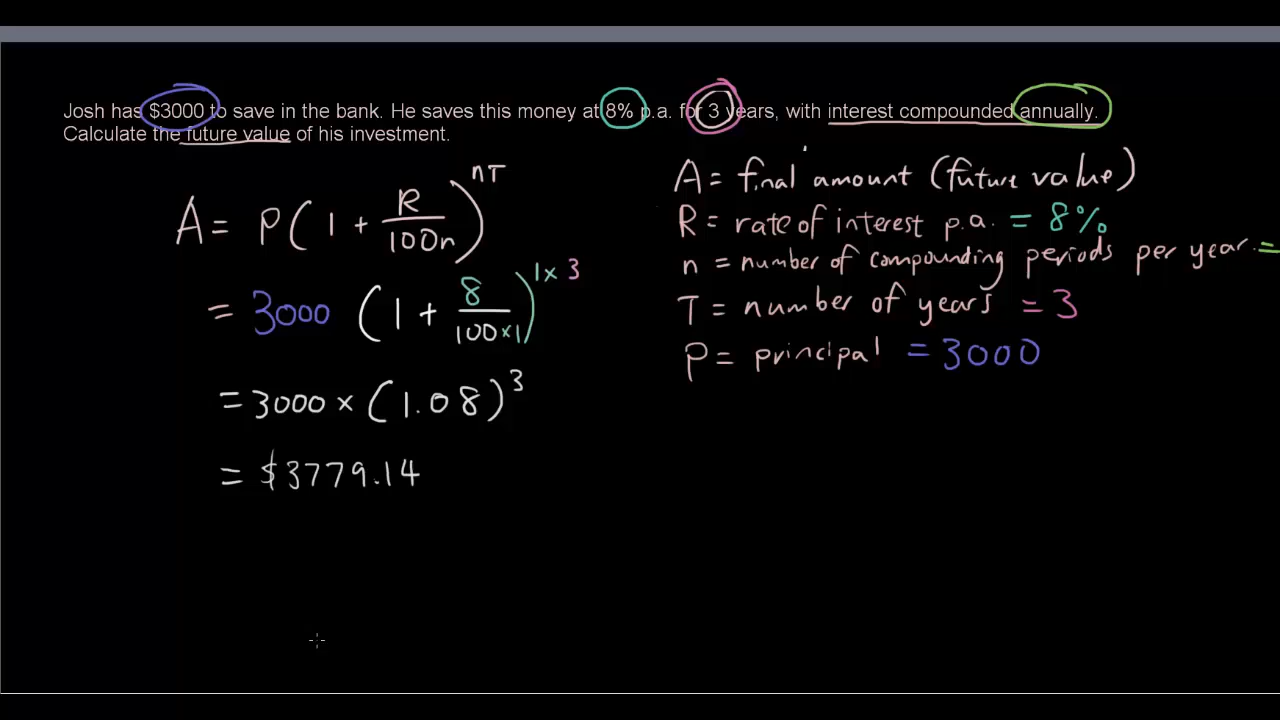 Josh has $3000 to save in the bank. He saves this money at 8% p.a. for 3 years, with interest compounded annually.
Calculate the future value of his investment.
A = P(1 + R/100n)^nT
= 3000 (1 + 8/100×1)^1×3
= 3000 × (1.08)^3
= $3779.14
A = final amount (future value)
R = rate of interest p.a. = 8%
n = number of compounding periods per year. =
T = number of years = 3
P = principal = 3000